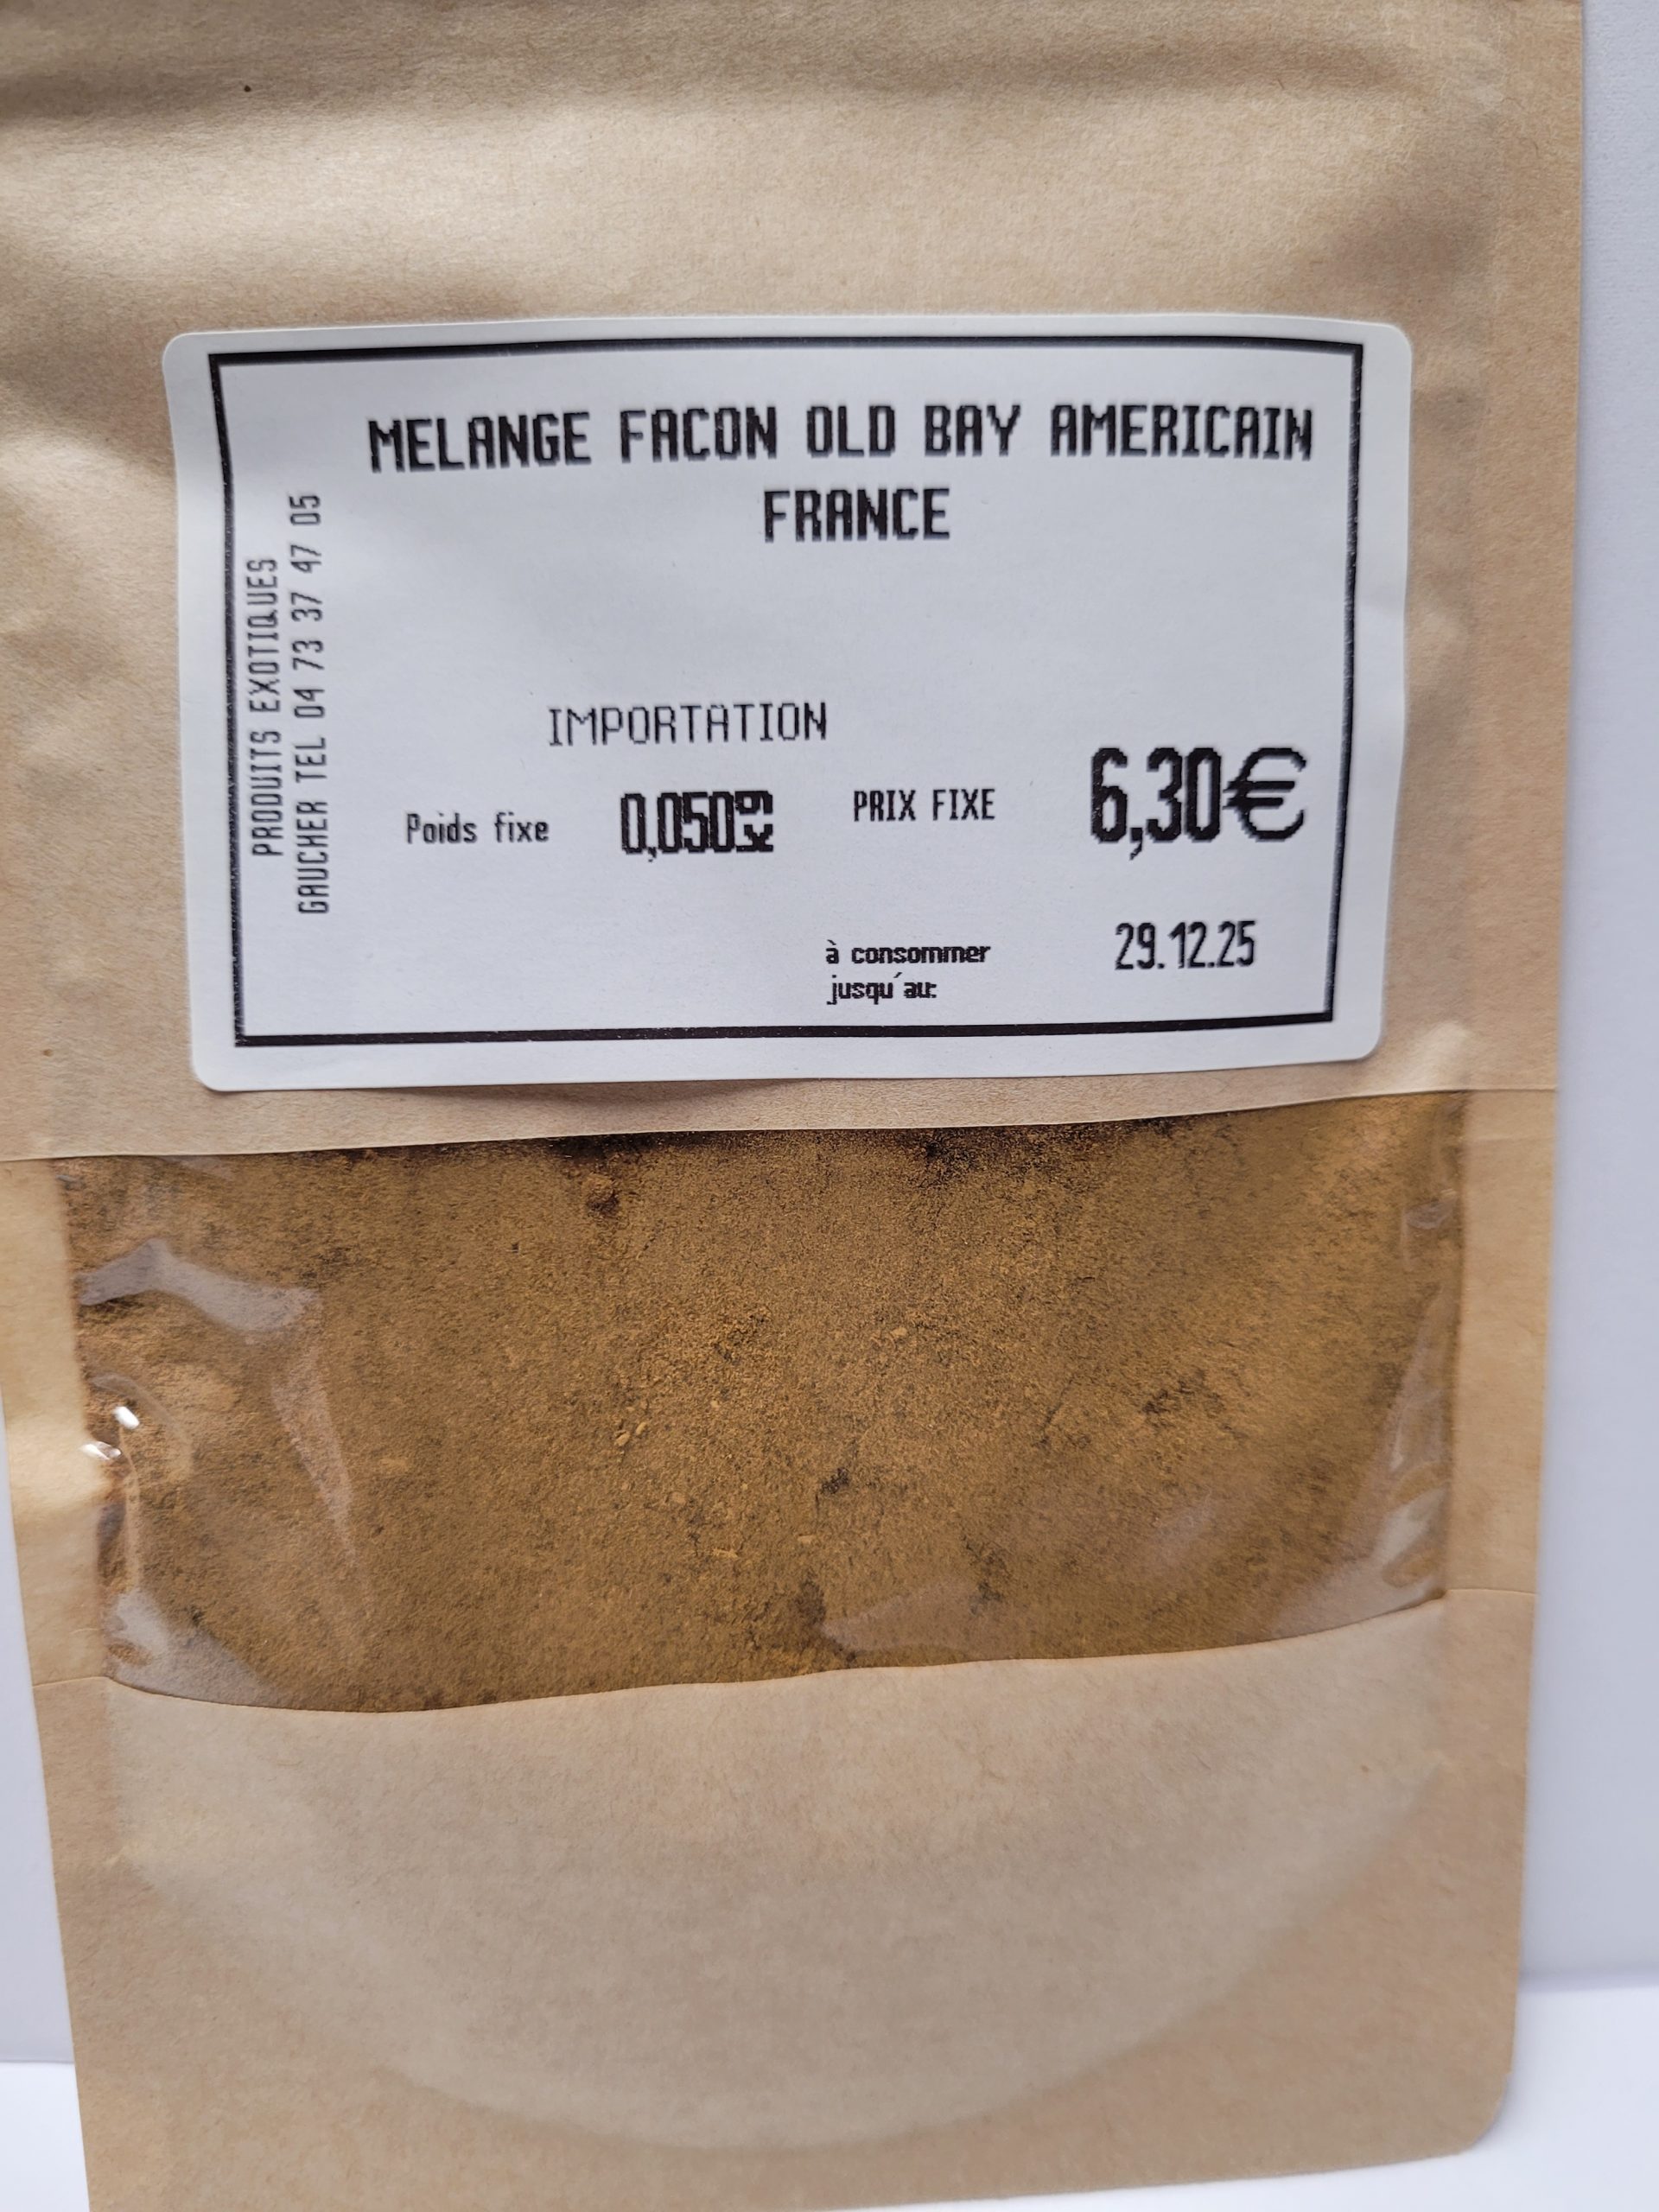 MELANGE FACON OLD BAY AMERICAIN
FRANCE
PRODUITS EXOTIQUES
GAUCHER TEL 04 73 37 47 05
IMPORTATION
Poids fixe 0,050kg PRIX FIXE 6,30€
à consommer 29.12.25
jusqu'au: